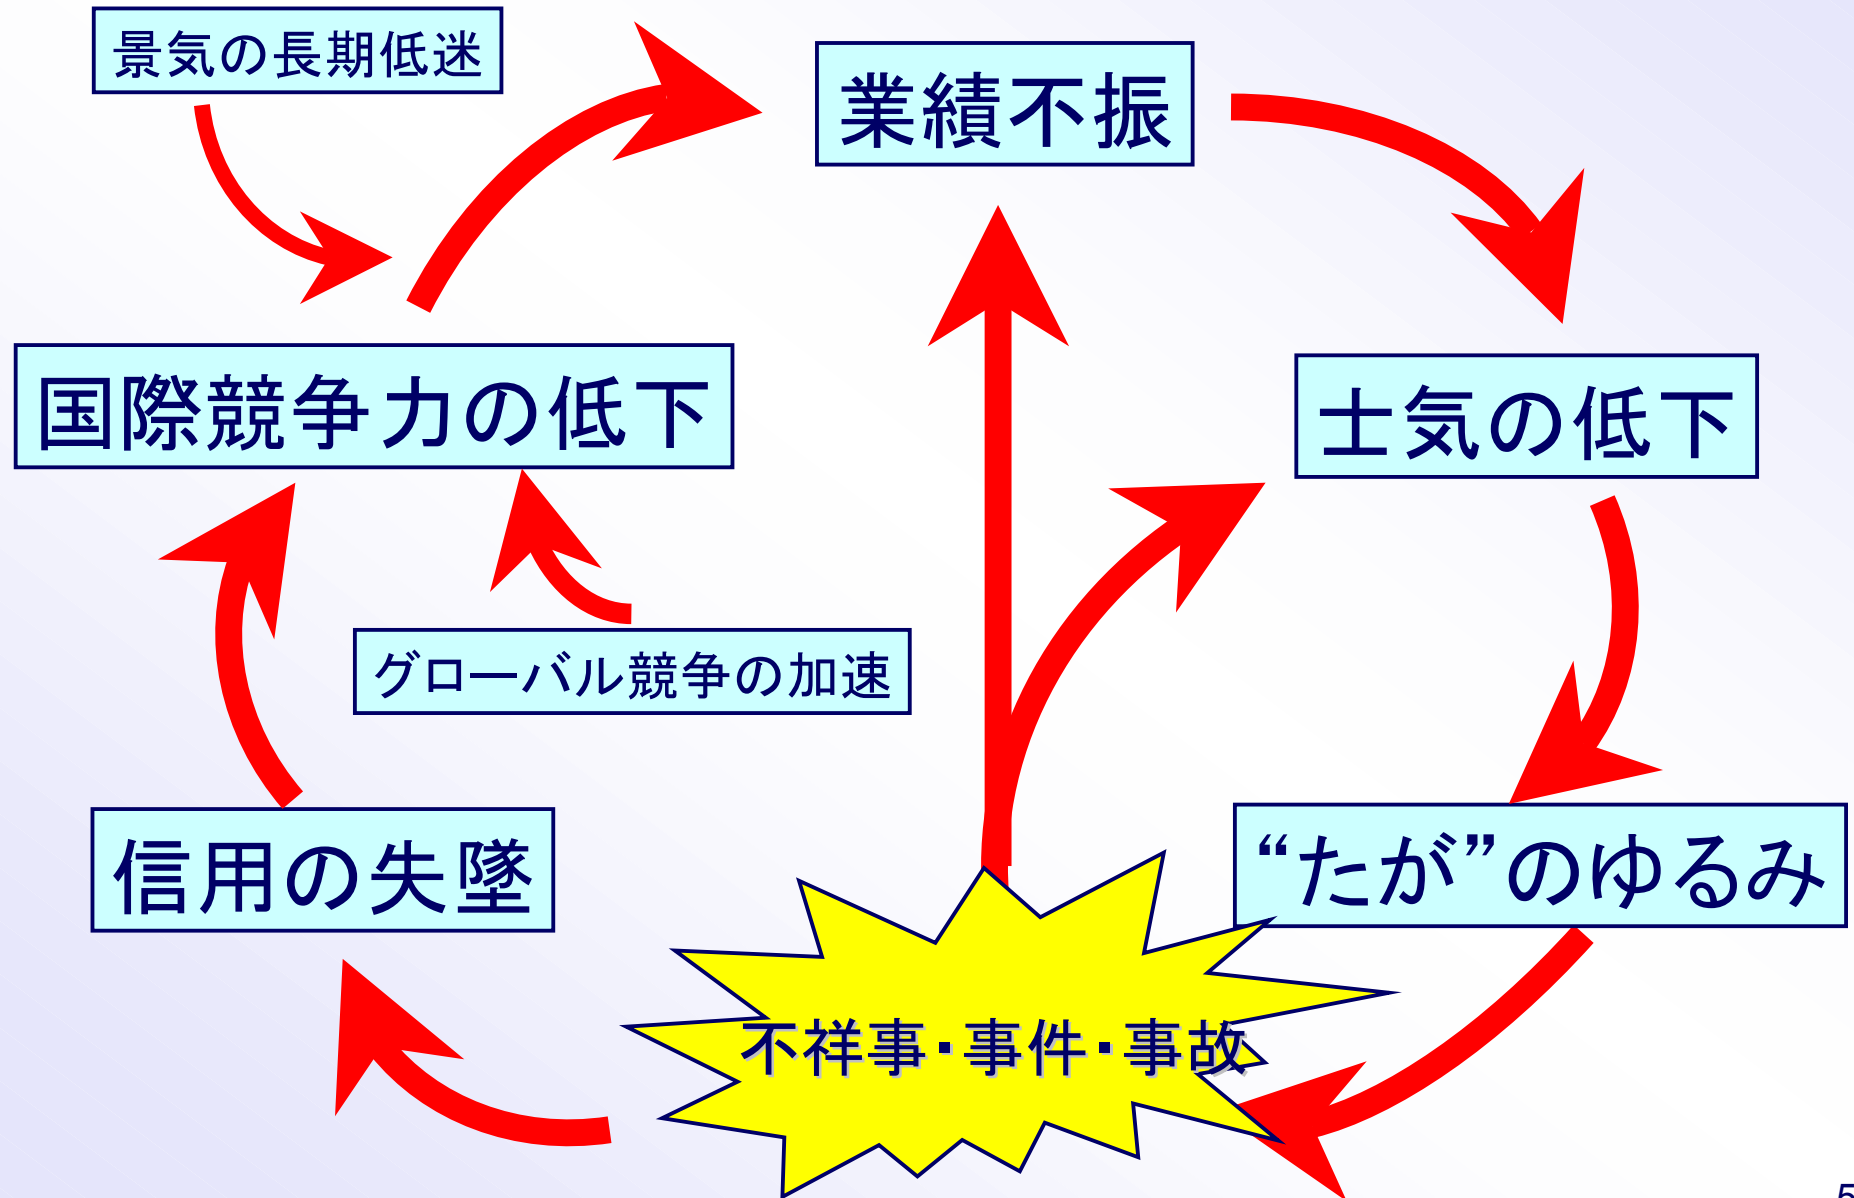 景気の長期低迷
業績不振
国際競争力の低下
士気の低下
グローバル競争の加速
信用の失墜
“たが”のゆるみ
不祥事・事件・事故
5